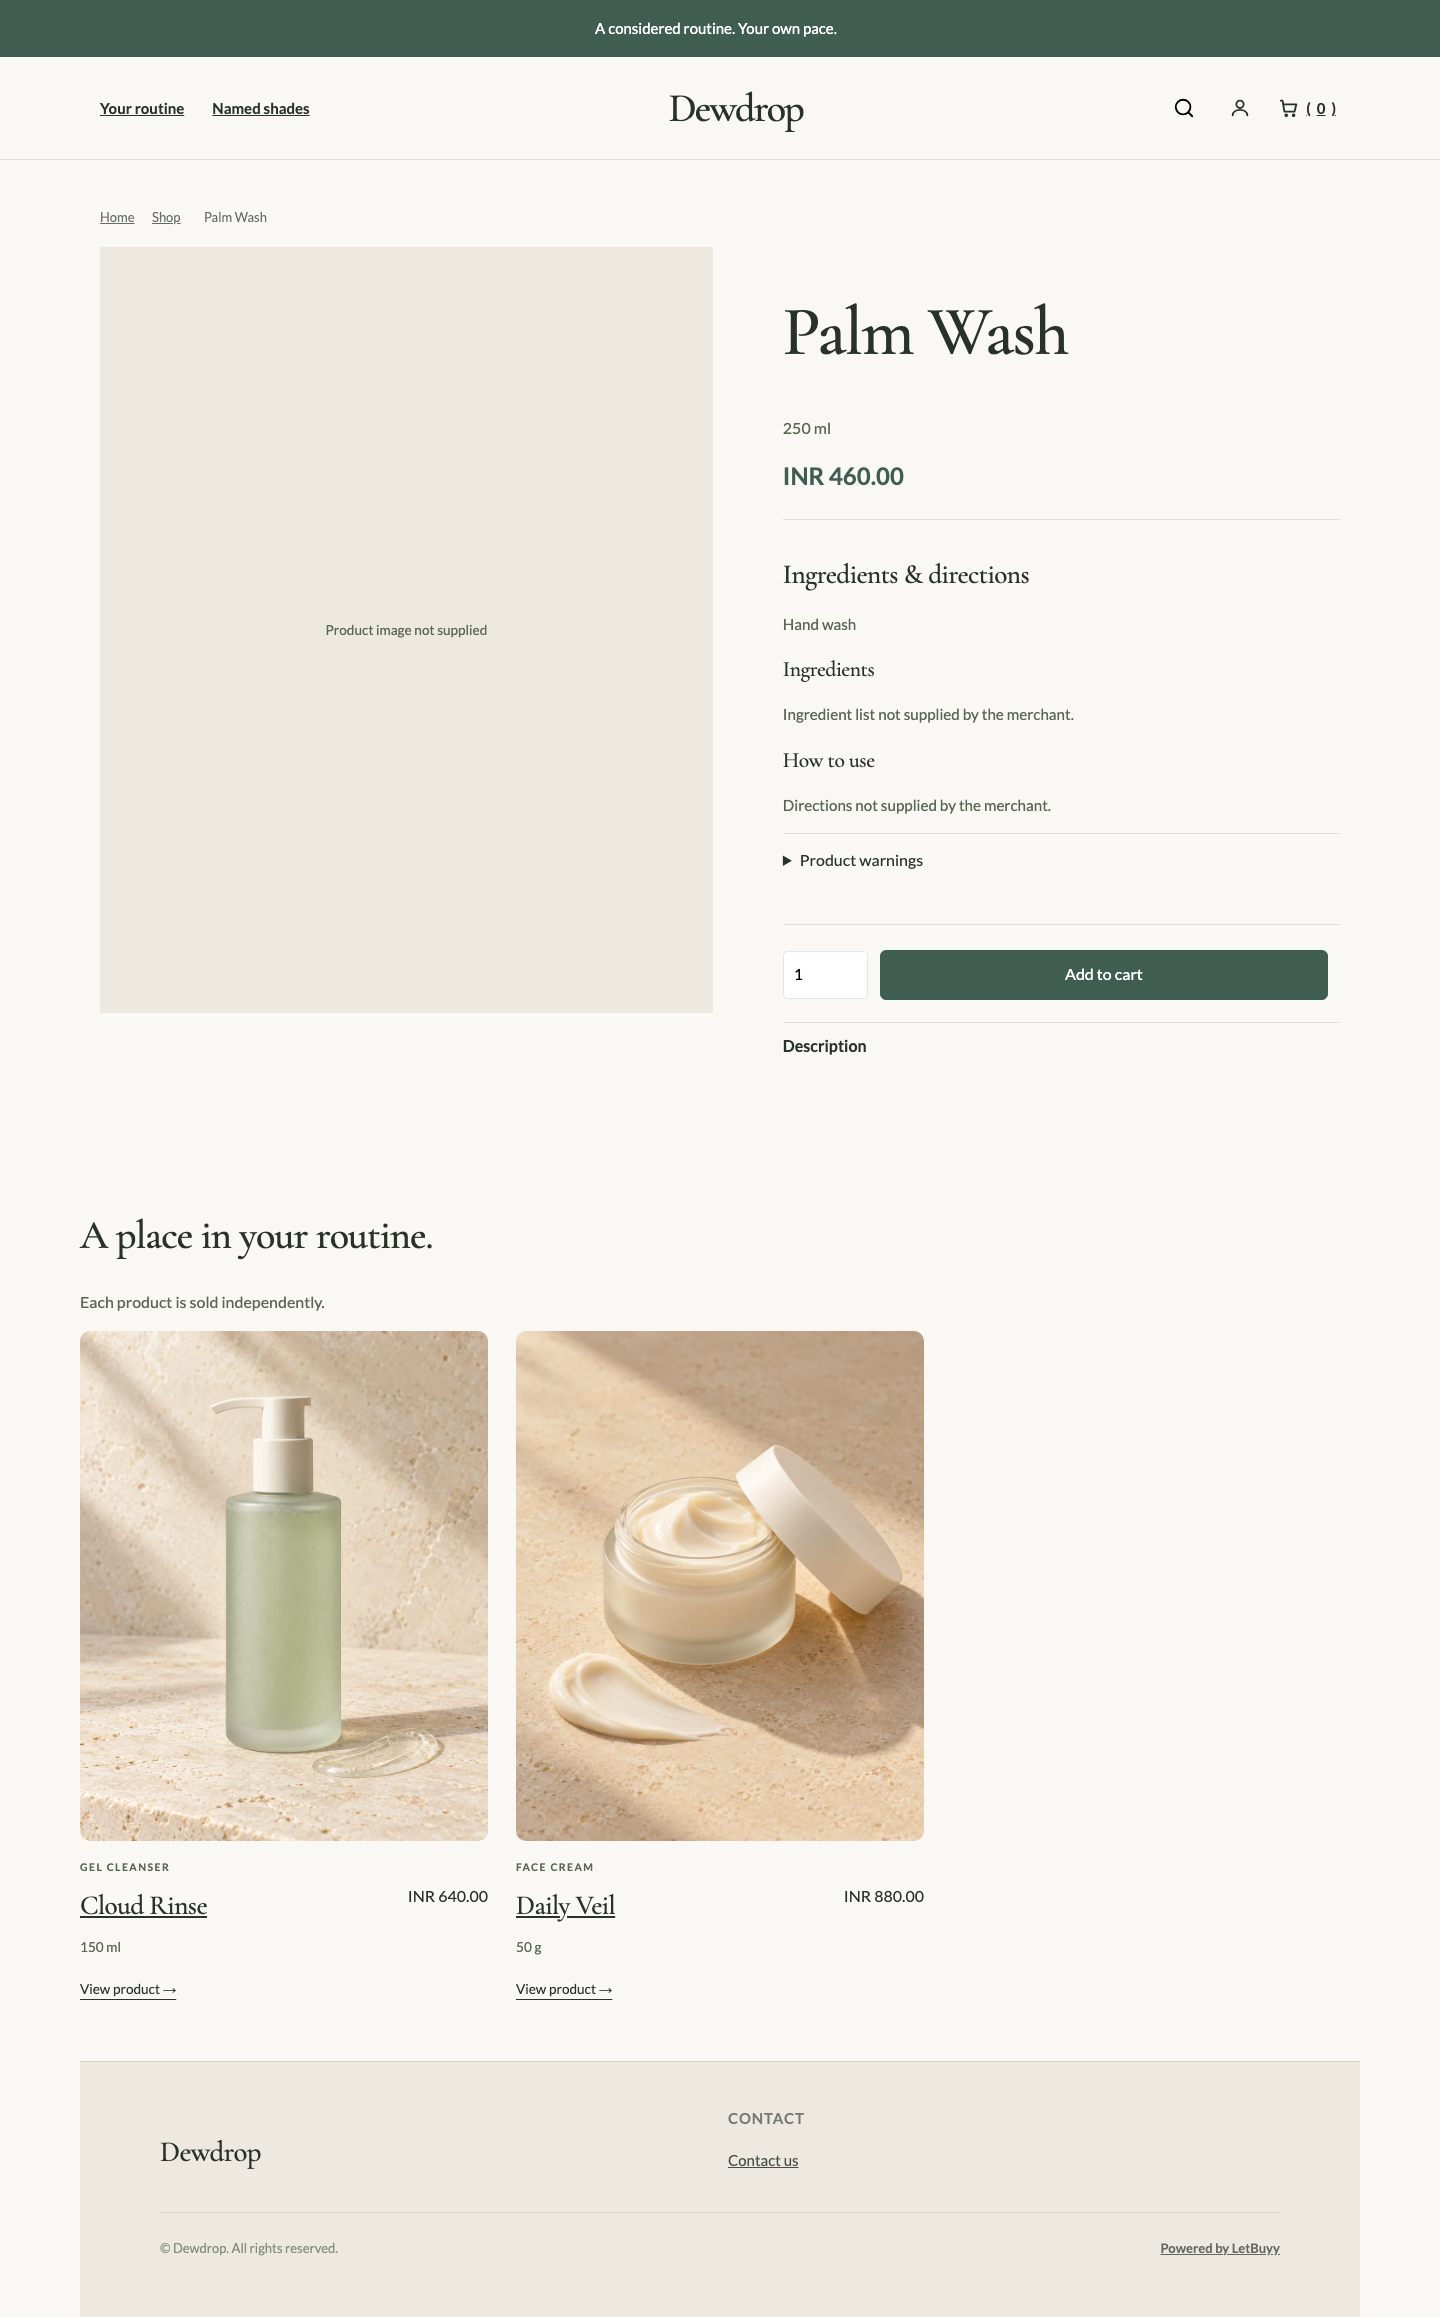 A considered routine. Your own pace.
Your routine
Named shades
Dewdrop
( 0 )
Home
Shop
Palm Wash
Product image not supplied
Palm Wash
250 ml
INR 460.00
Ingredients & directions
Hand wash
Ingredients
Ingredient list not supplied by the merchant.
How to use
Directions not supplied by the merchant.
Product warnings
1
Add to cart
Description
A place in your routine.
Each product is sold independently.
GEL CLEANSER
Cloud Rinse
INR 640.00
150 ml
View product →
FACE CREAM
Daily Veil
INR 880.00
50 g
View product →
Dewdrop
CONTACT
Contact us
© Dewdrop. All rights reserved.
Powered by LetBuyy